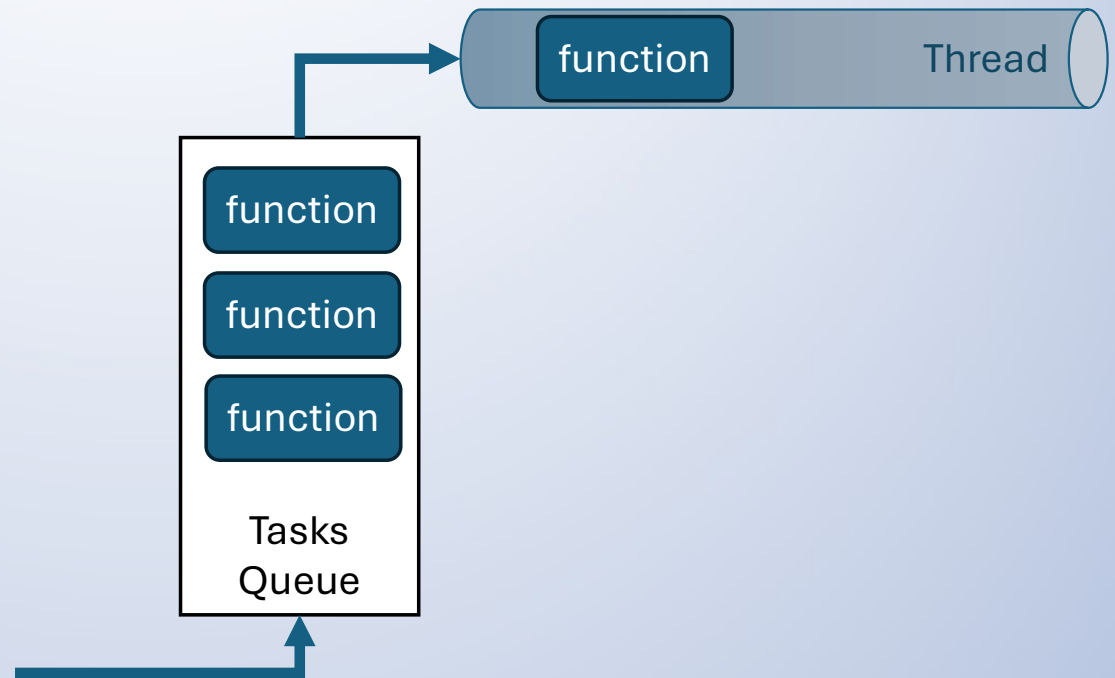 function
Thread
function
function
function
Tasks
Queue